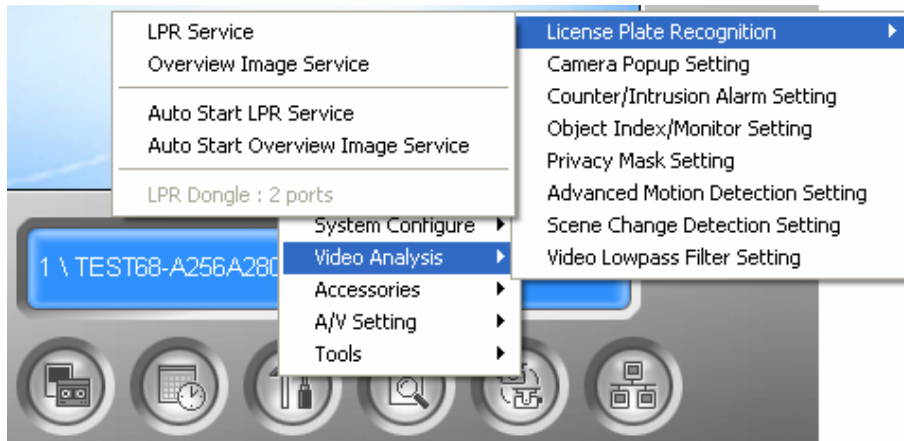 LPR Service
Overview Image Service
Auto Start LPR Service
Auto Start Overview Image Service
LPR Dongle : 2 ports
License Plate Recognition
Camera Popup Setting
Counter/Intrusion Alarm Setting
Object Index/Monitor Setting
Privacy Mask Setting
Advanced Motion Detection Setting
Scene Change Detection Setting
Video Lowpass Filter Setting
System Configure
Video Analysis
Accessories
A/V Setting
Tools
1 \ TEST68-A256A280